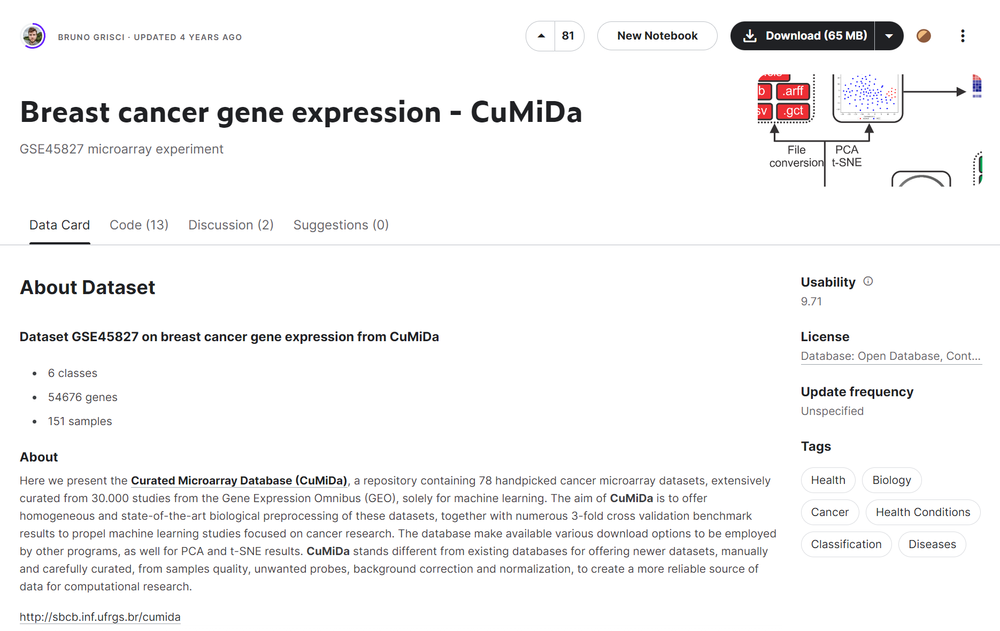 BRUNO GRISCI · UPDATED 4 YEARS AGO
81
New Notebook
Download (65 MB)
Breast cancer gene expression - CuMiDa
GSE45827 microarray experiment
.arff
.gct
File
conversion
PCA
t-SNE
Data Card
Code (13)
Discussion (2)
Suggestions (0)
About Dataset
Dataset GSE45827 on breast cancer gene expression from CuMiDa
• 6 classes
• 54676 genes
• 151 samples
About
Here we present the Curated Microarray Database (CuMiDa), a repository containing 78 handpicked cancer microarray datasets, extensively
curated from 30.000 studies from the Gene Expression Omnibus (GEO), solely for machine learning. The aim of CuMiDa is to offer
homogeneous and state-of-the-art biological preprocessing of these datasets, together with numerous 3-fold cross validation benchmark
results to propel machine learning studies focused on cancer research. The database make available various download options to be employed
by other programs, as well for PCA and t-SNE results. CuMiDa stands different from existing databases for offering newer datasets, manually
and carefully curated, from samples quality, unwanted probes, background correction and normalization, to create a more reliable source of
data for computational research.
http://sbcb.inf.ufrgs.br/cumida
Usability
9.71
License
Database: Open Database, Cont...
Update frequency
Unspecified
Tags
Health
Biology
Cancer
Health Conditions
Classification
Diseases